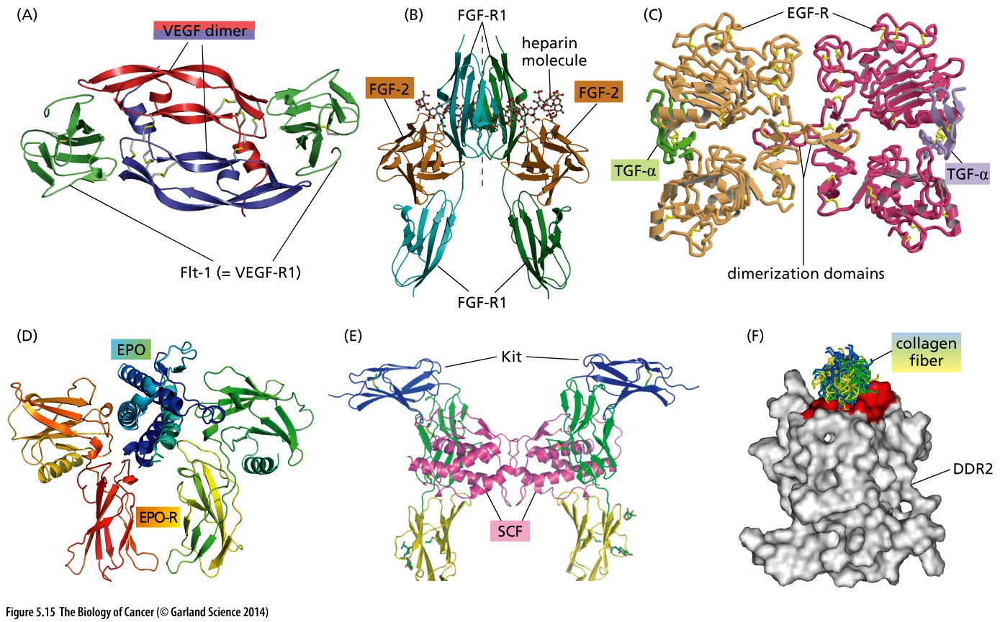 (A)
VEGF dimer
Flt-1 (= VEGF-R1)
(B)
FGF-R1
heparin
molecule
FGF-2
FGF-2
FGF-R1
(C)
EGF-R
TGF-α
TGF-α
dimerization domains
(D)
EPO
EPO-R
(E)
Kit
SCF
(F)
collagen
fiber
DDR2
Figure 5.15 The Biology of Cancer (© Garland Science 2014)